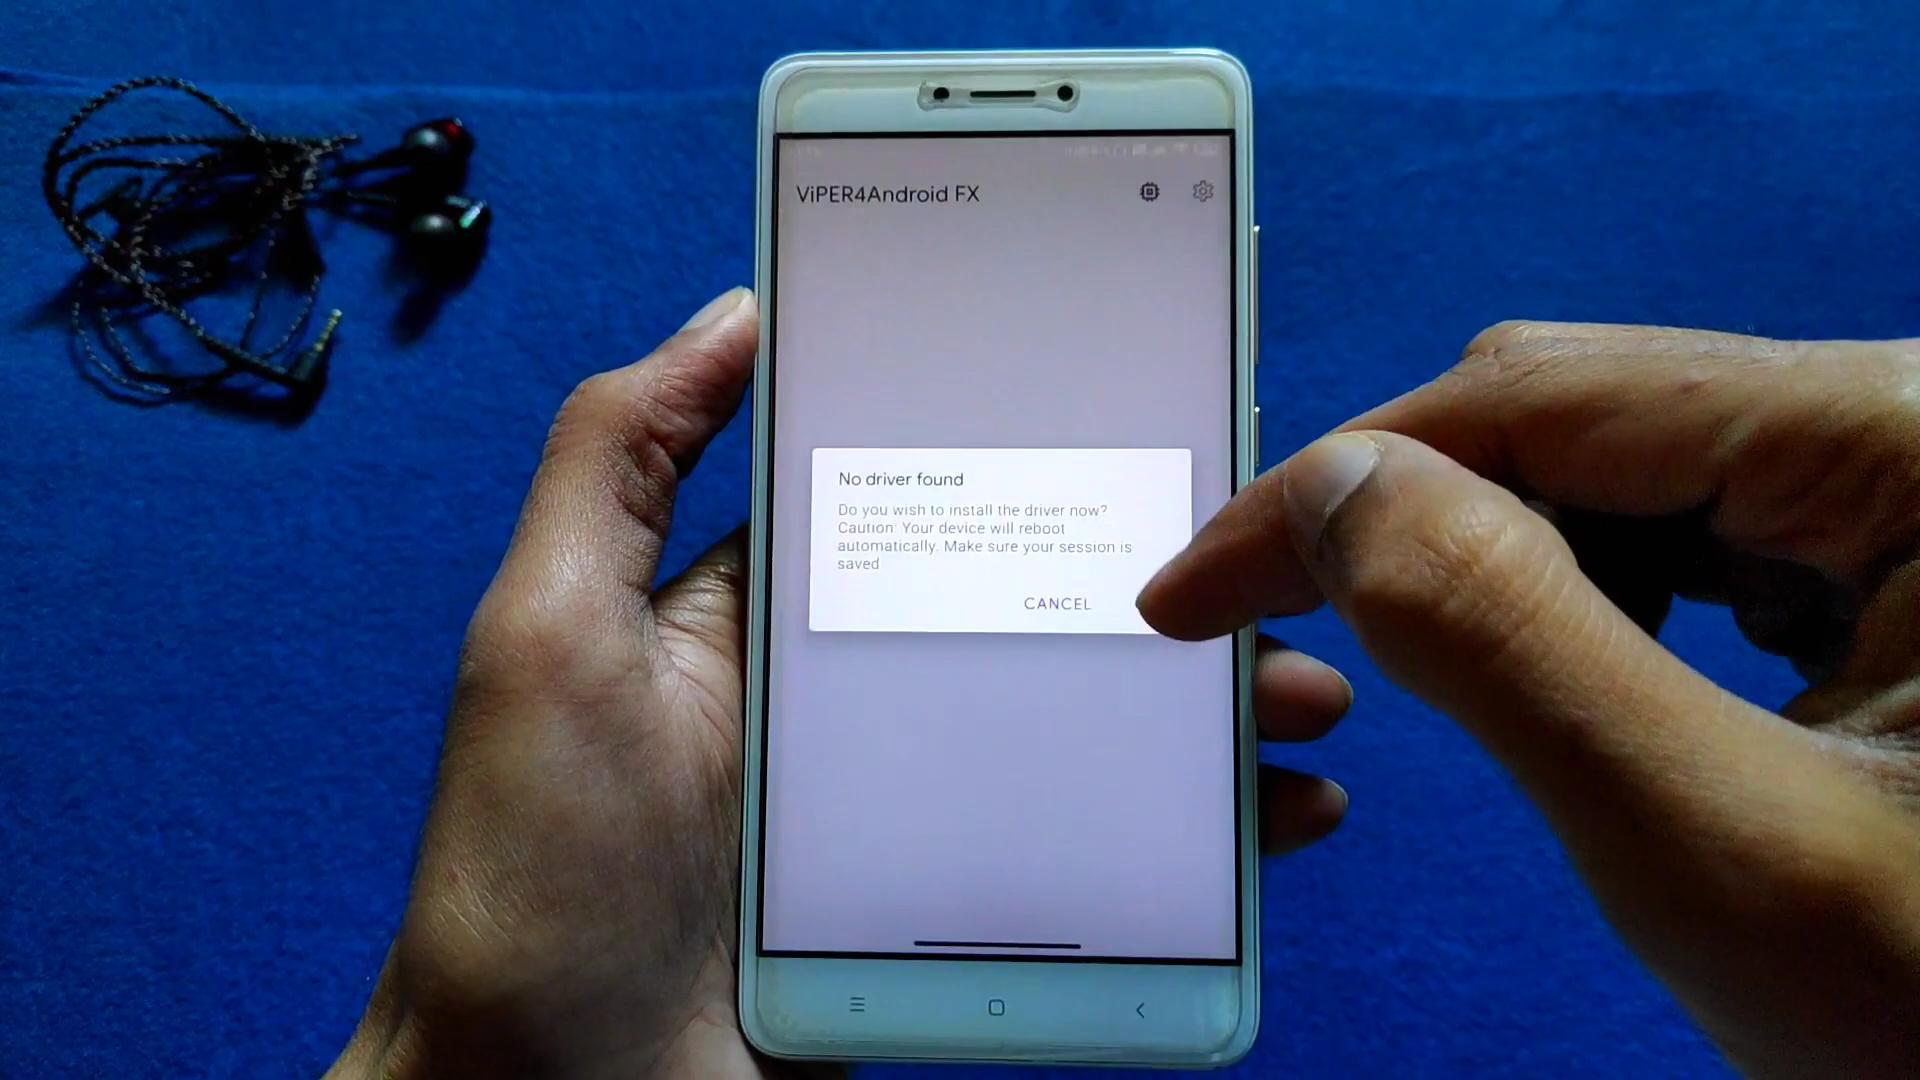 ViPER4Android FX
No driver found
Do you wish to install the driver now?
Caution: Your device will reboot
automatically. Make sure your session is
saved
CANCEL